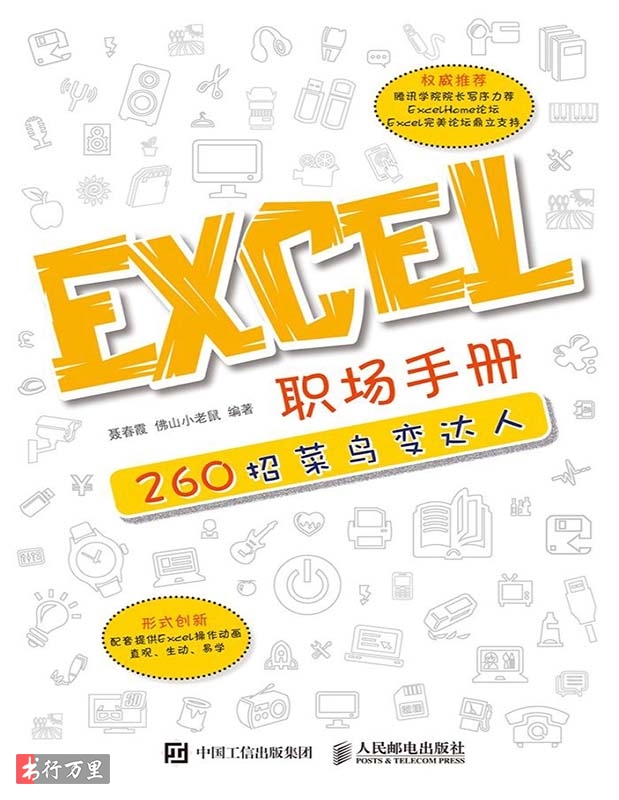 权威推荐
腾讯学院院长写序力荐
ExcelHome论坛
Excel完美论坛鼎立支持
EXCEL
职场手册
聂春霞 佛山小老鼠 编著
260招菜鸟变达人
形式创新
配套提供Excel操作动画
直观、生动、易学
中国工信出版集团
人民邮电出版社
POSTS & TELECOM PRESS
书行万里